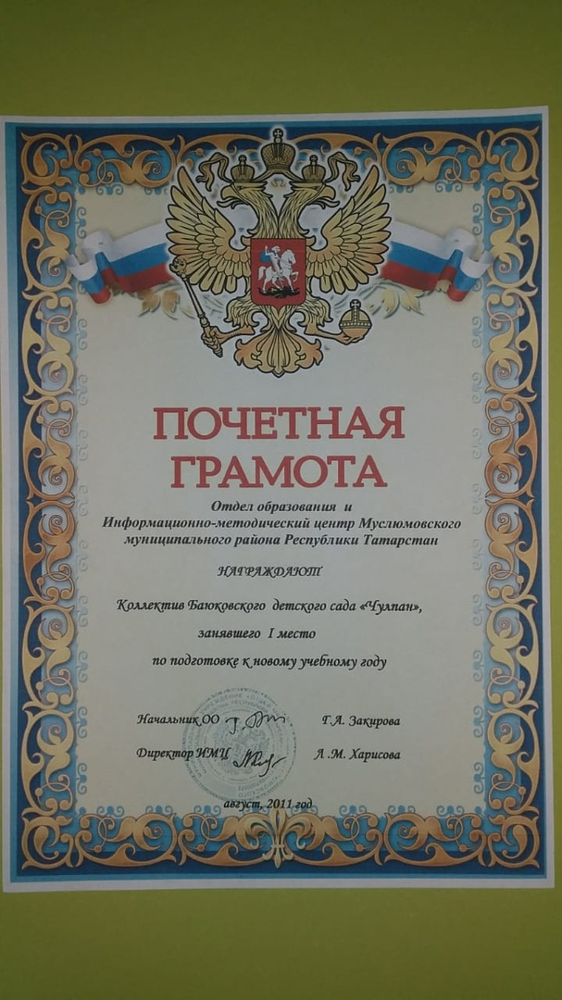 ПОЧЕТНАЯ
ГРАМОТА
Отдел образования и
Информационно-методический центр Муслюмовского
муниципального района Республики Татарстан
НАГРАЖДАЮТ
Коллектив Баюковского детского сада «Чулпан»,
занявшего I место
по подготовке к новому учебному году
Начальник ОО Г.А. Закирова
Директор ИМЦ Л .М. Харисова
август, 2011 год